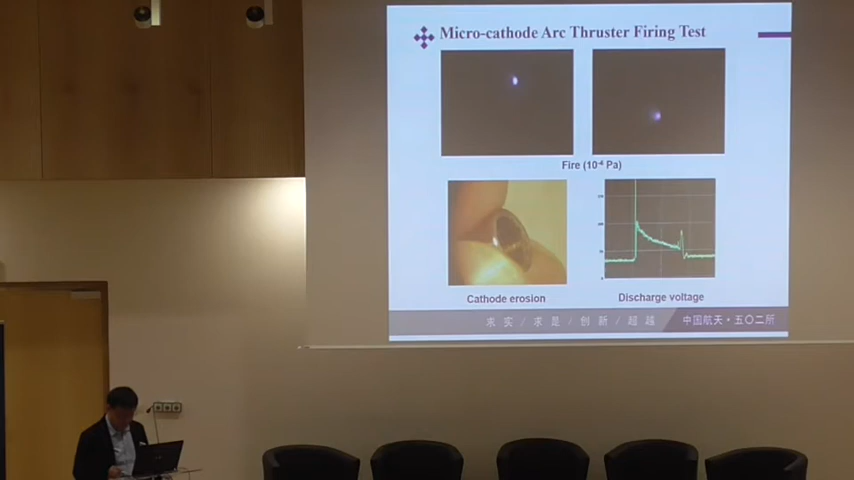 Micro-cathode Arc Thruster Firing Test
Fire (10⁻⁴ Pa)
Cathode erosion
Discharge voltage
求 实 / 求 是 / 创 新 / 超 越
中国航天·五〇二所